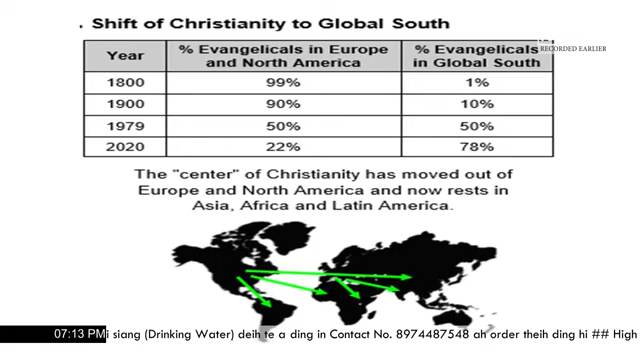 . Shift of Christianity to Global South
RECORDED EARLIER
Year % Evangelicals in Europe and North America % Evangelicals in Global South
1800 99% 1%
1900 90% 10%
1979 50% 50%
2020 22% 78%
The "center" of Christianity has moved out of
Europe and North America and now rests in
Asia, Africa and Latin America.
07:13 PM i siang (Drinking Water) deih te a ding in Contact No. 8974487548 ah order theih ding hi ## High